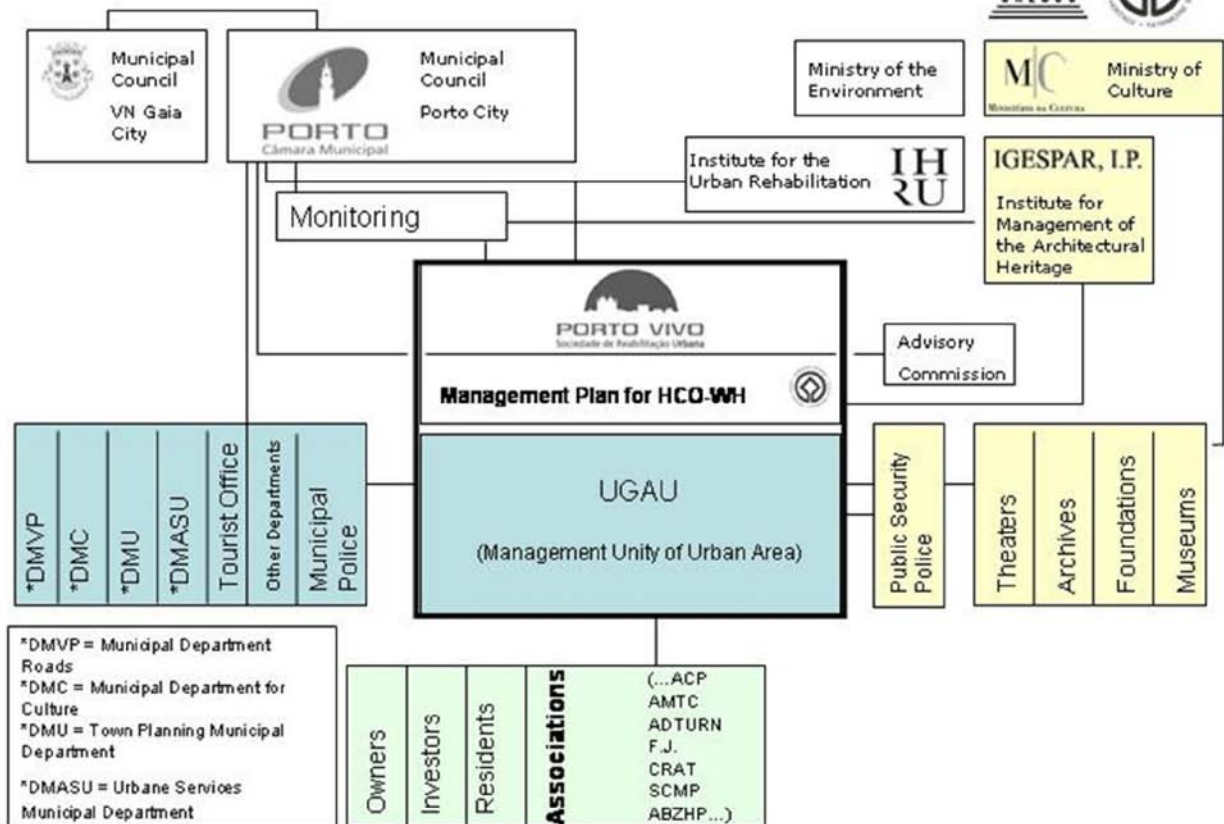 Municipal
Council
VN Gaia
City
PORTO
Câmara Municipal
Municipal
Council
Porto City
Ministry of the
Environment
M C
Ministério da Cultura
Ministry of
Culture
Institute for the
Urban Rehabilitation
IH
RU
IGESPAR, I.P.
Institute for
Management of
the Architectural
Heritage
Monitoring
PORTO VIVO
Sociedade de Reabilitação Urbana
Management Plan for HCO-WH
Advisory
Commission
*DMVP
*DMC
*DMU
*DMASU
Tourist Office
Other Departments
Municipal
Police
UGAU
(Management Unity of Urban Area)
Public Security
Police
Theaters
Archives
Foundations
Museums
*DMVP = Municipal Department
Roads
*DMC = Municipal Department for
Culture
*DMU = Town Planning Municipal
Department
*DMASU = Urbane Services
Municipal Department
Owners
Investors
Residents
Associations
(...ACP
AMTC
ADTURN
F.J.
CRAT
SCMP
ABZHP...)